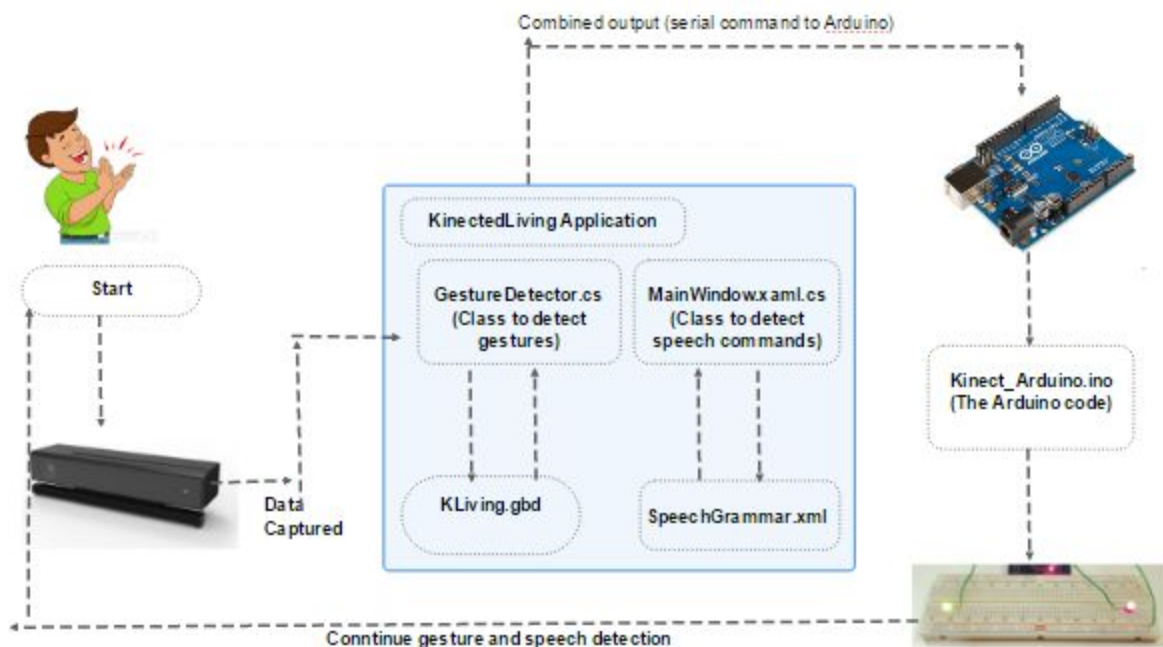 Combined output (serial command to Arduino)
Start
KinectedLiving Application
GestureDetector.cs
(Class to detect
gestures)
MainWindow.xaml.cs
(Class to detect
speech commands)
Kinect_Arduino.ino
(The Arduino code)
Data
Captured
KLiving.gbd
SpeechGrammar.xml
Conntinue gesture and speech detection